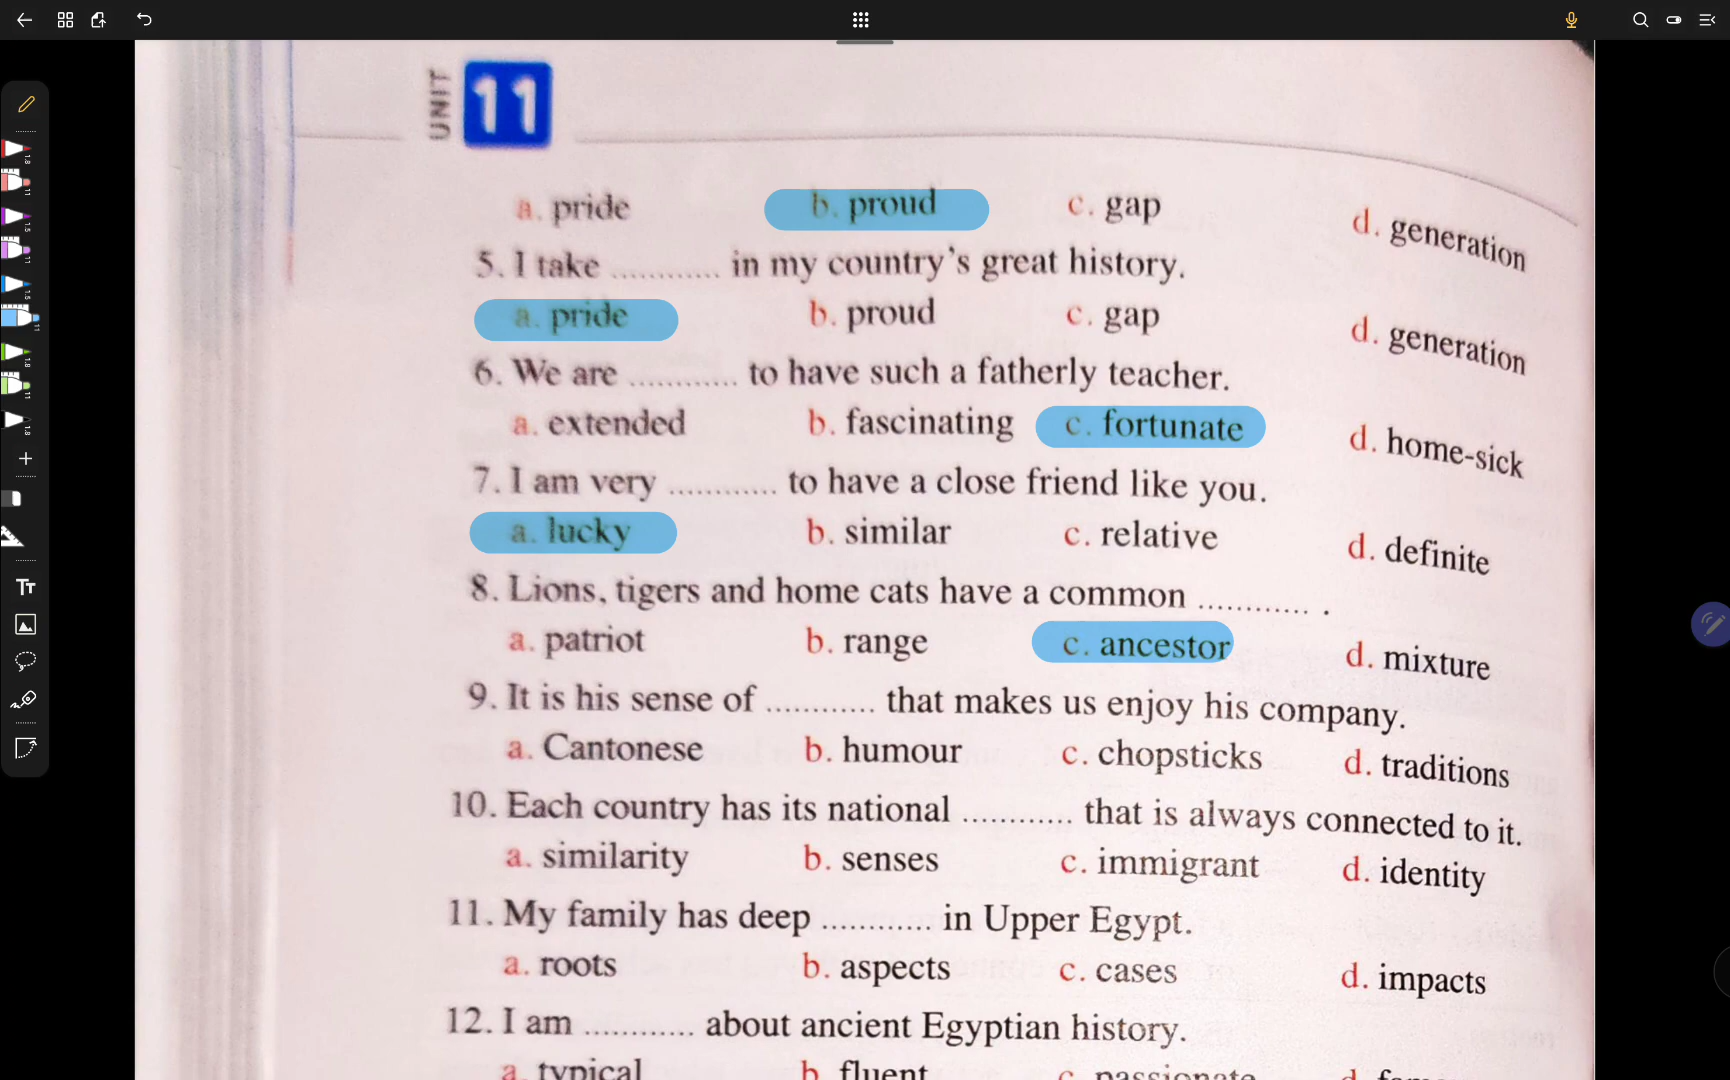 UNIT 11
a. pride b. proud c. gap d. generation
5. I take ............ in my country's great history.
a. pride b. proud c. gap d. generation
6. We are ............ to have such a fatherly teacher.
a. extended b. fascinating c. fortunate d. home-sick
7. I am very ............ to have a close friend like you.
a. lucky b. similar c. relative d. definite
8. Lions, tigers and home cats have a common ............ .
a. patriot b. range c. ancestor d. mixture
9. It is his sense of ............ that makes us enjoy his company.
a. Cantonese b. humour c. chopsticks d. traditions
10. Each country has its national ............ that is always connected to it.
a. similarity b. senses c. immigrant d. identity
11. My family has deep ............ in Upper Egypt.
a. roots b. aspects c. cases d. impacts
12. I am ............ about ancient Egyptian history.
a. typical b. fluent c. passionate d.